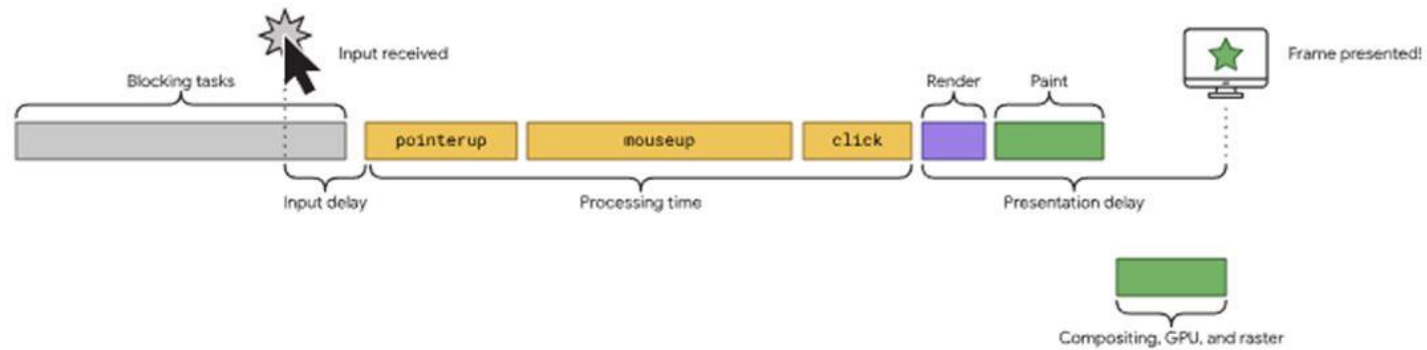 Input received
Frame presented!
Blocking tasks
Render
Paint
pointerup
mouseup
click
Input delay
Processing time
Presentation delay
Compositing, GPU, and raster